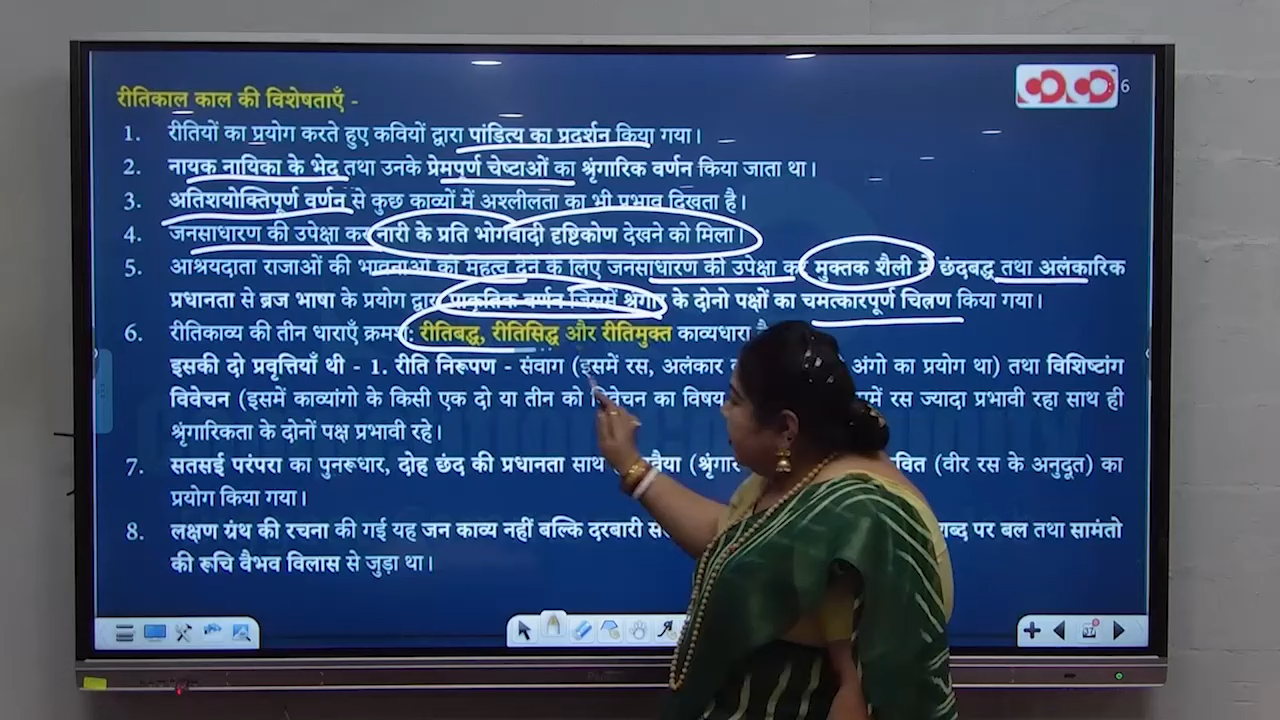 रीतिकाल काल की विशेषताएँ -
6
1. रीतियों का प्रयोग करते हुए कवियों द्वारा पांडित्य का प्रदर्शन किया गया।
2. नायक नायिका के भेद तथा उनके प्रेमपूर्ण चेष्टाओं का श्रृंगारिक वर्णन किया जाता था।
3. अतिशयोक्तिपूर्ण वर्णन से कुछ काव्यों में अश्लीलता का भी प्रभाव दिखता है।
4. जनसाधारण की उपेक्षा कर नारी के प्रति भोगवादी दृष्टिकोण देखने को मिला।
5. आश्रयदाता राजाओं की भावनाओं को महत्व देने के लिए जनसाधारण की उपेक्षा कर मुक्तक शैली में छंदबद्ध तथा अलंकारिक
प्रधानता से ब्रज भाषा के प्रयोग द्वारा प्राकृतिक वर्णन जिसमें श्रृंगार के दोनो पक्षों का चमत्कारपूर्ण चित्रण किया गया।
6. रीतिकाव्य की तीन धाराएँ क्रमशः रीतिबद्ध, रीतिसिद्ध और रीतिमुक्त काव्यधारा है
इसकी दो प्रवृत्तियाँ थी - 1. रीति निरूपण - संवाग (इसमें रस, अलंकार अंगो का प्रयोग था) तथा विशिष्टांग
विवेचन (इसमें काव्यांगो के किसी एक दो या तीन को विवेचन का विषय रस ज्यादा प्रभावी रहा साथ ही
श्रृंगारिकता के दोनों पक्ष प्रभावी रहे।
7. सतसई परंपरा का पुनरूधार, दोह छंद की प्रधानता साथ (वीर रस के अनुदूत) का
प्रयोग किया गया।
8. लक्षण ग्रंथ की रचना की गई यह जन काव्य नहीं बल्कि दरबारी पर बल तथा सामंतो
की रूचि वैभव विलास से जुड़ा था।
37